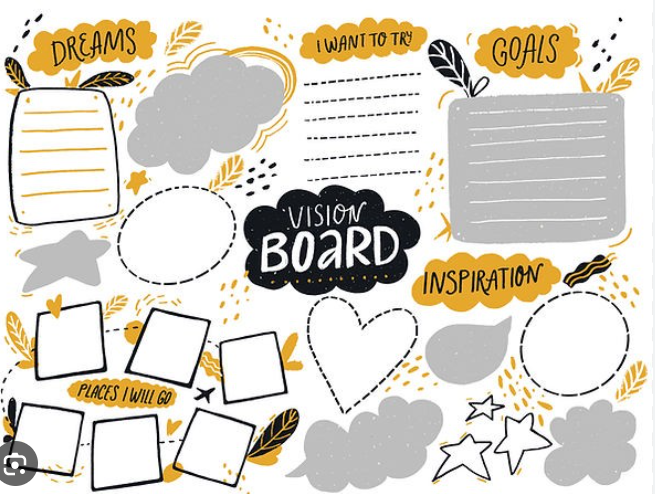 DREAMS
I WANT TO TRY
GOALS
VISION
BOARD
INSPIRATION
PLACES I WILL GO